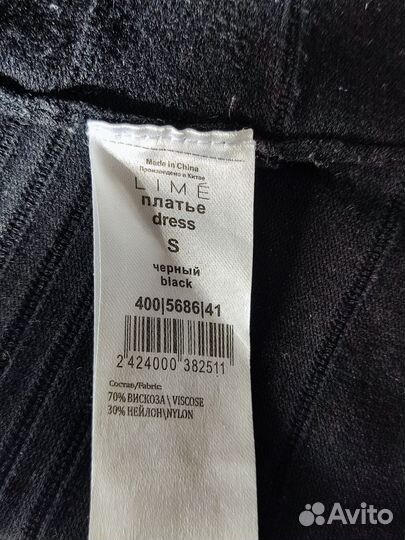 Made in China
Произведено в Китае
LIMÉ
платье
dress
S
черный
black
400|5686|41
2 424000 382511
Состав/Fabric:
70% ВИСКОЗА \ VISCOSE
30% НЕЙЛОН\NYLON
Avito